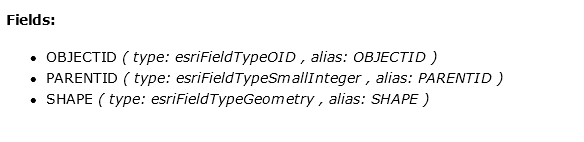 Fields:
• OBJECTID ( type: esriFieldTypeOID , alias: OBJECTID )
• PARENTID ( type: esriFieldTypeSmallInteger , alias: PARENTID )
• SHAPE ( type: esriFieldTypeGeometry , alias: SHAPE )